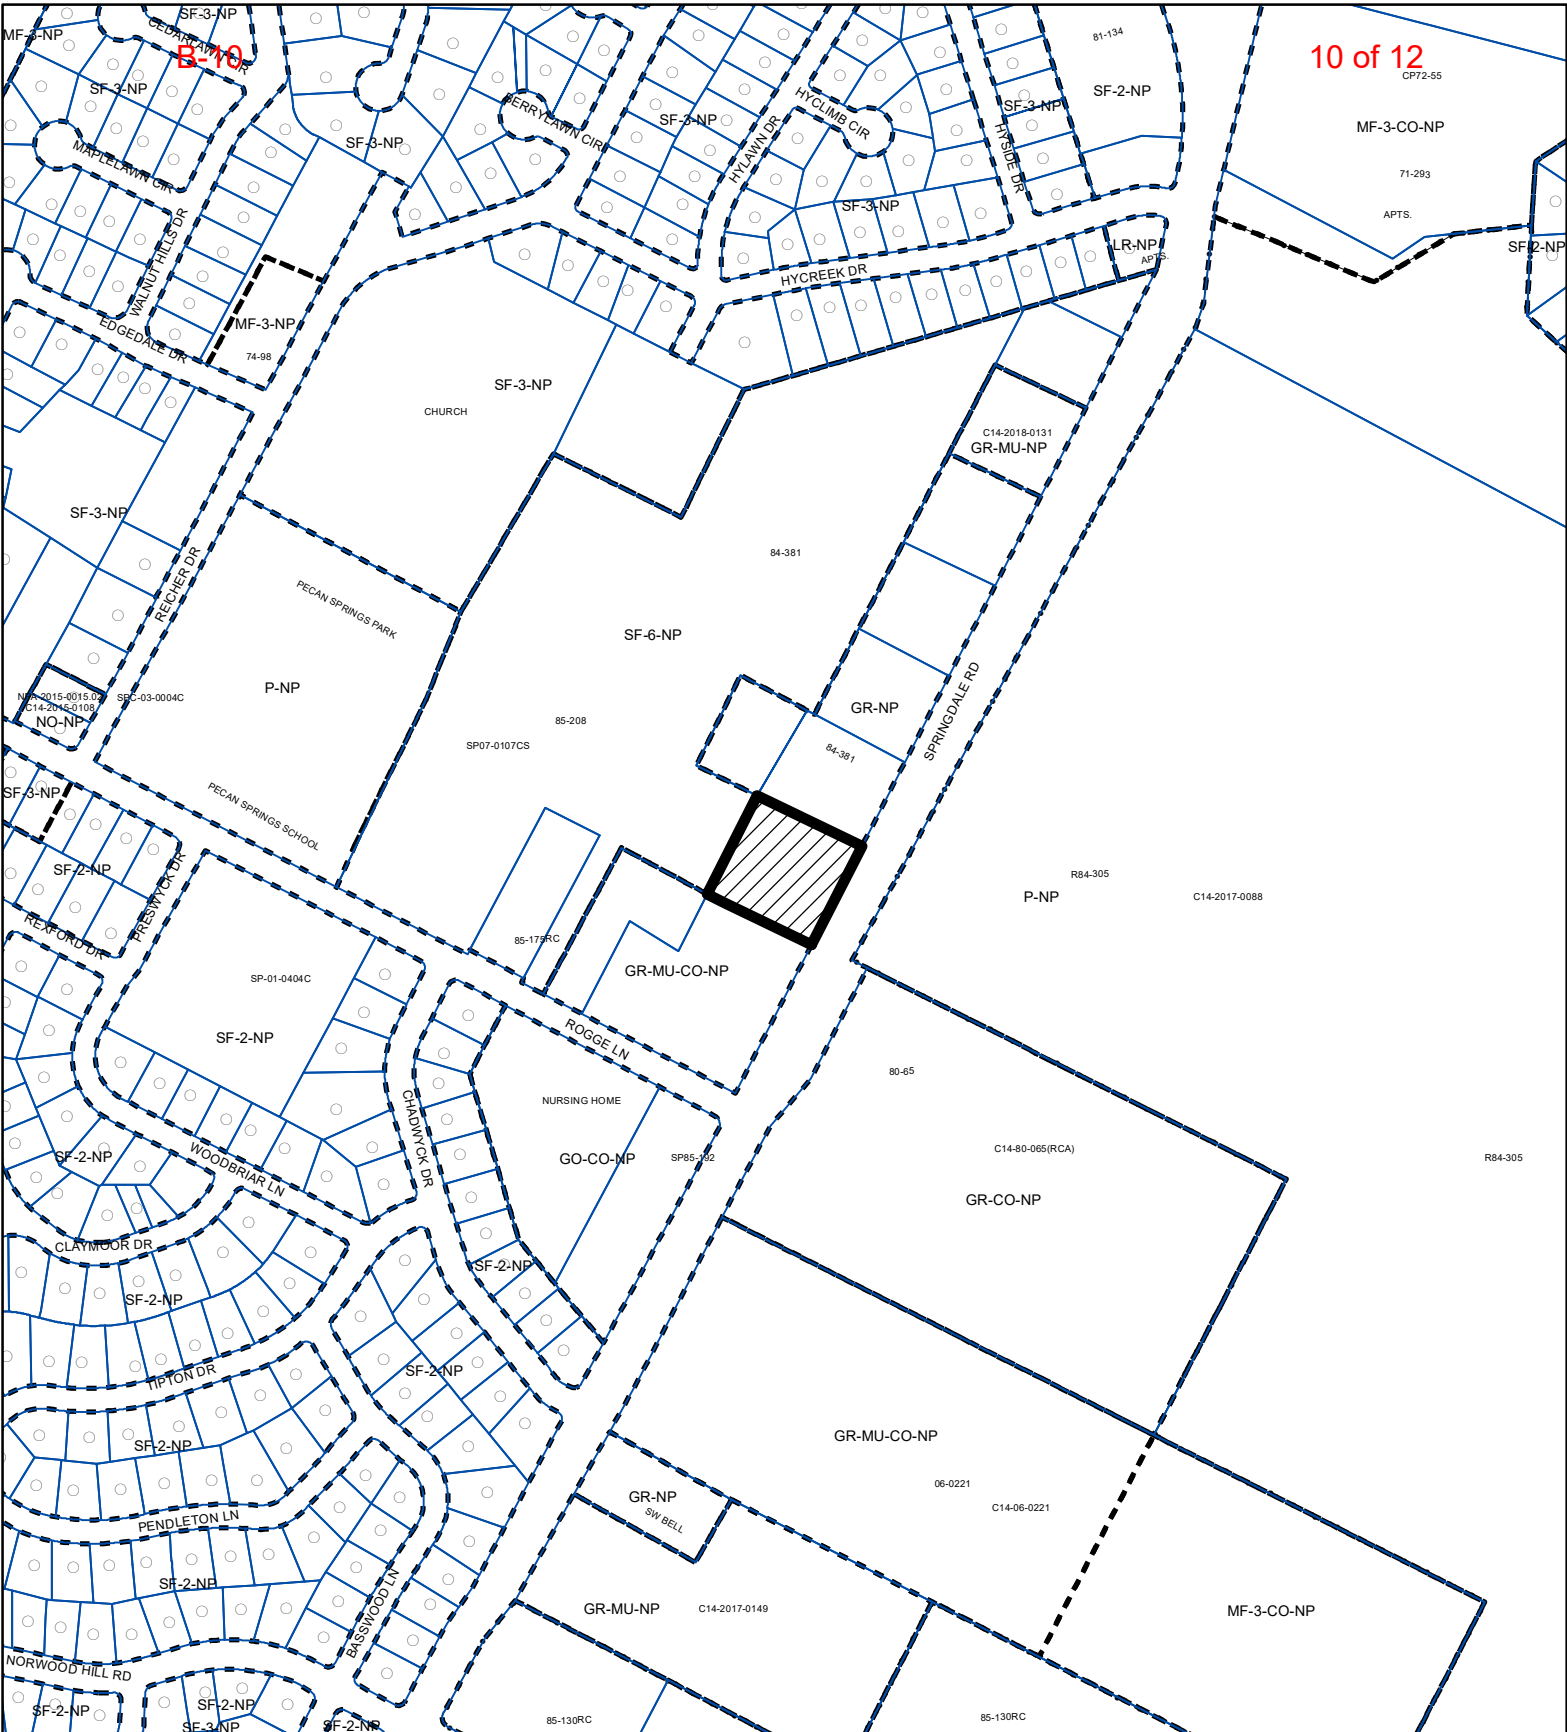 SF-3-NP
MF-3-NP
CEDARLAWN CIR
B-10
10 of 12
81-134
CP72-55
SF-3-NP
SF-2-NP
SF-3-NP
HYCLIMB CIR
BERRYLAWN CIR
SF-3-NP
MF-3-CO-NP
SF-3-NP
HYLAWN DR
HYSIDE DR
MAPLELAWN CIR
71-293
SF-3-NP
APTS.
WALNUT HILLS DR
LR-NP
APTS.
SF-2-NP
HYCREEK DR
MF-3-NP
EDGEDALE DR
74-98
SF-3-NP
CHURCH
C14-2018-0131
GR-MU-NP
SF-3-NP
84-381
REICHER DR
PECAN SPRINGS PARK
SF-6-NP
P-NP
NPA-2015-0015.02
SPC-03-0004C
C14-2015-0108
NO-NP
GR-NP
SPRINGDALE RD
85-208
SP07-0107CS
84-381
SF-3-NP
PECAN SPRINGS SCHOOL
SF-2-NP
PRESWYCK DR
R84-305
P-NP
C14-2017-0088
REXFORD DR
85-175RC
SP-01-0404C
GR-MU-CO-NP
SF-2-NP
ROGGE LN
80-65
NURSING HOME
CHADWYCK DR
SF-2-NP
WOODBRIAR LN
GO-CO-NP
SP85-192
C14-80-065(RCA)
R84-305
GR-CO-NP
CLAYMOOR DR
SF-2-NP
SF-2-NP
TIPTON DR
SF-2-NP
SF-2-NP
GR-MU-CO-NP
06-0221
GR-NP
C14-06-0221
SW BELL
PENDLETON LN
SF-2-NP
BASSWOOD LN
GR-MU-NP
C14-2017-0149
MF-3-CO-NP
NORWOOD HILL RD
SF-2-NP
SF-2-NP
SF-3-NP
SF-2-NP
85-130RC
85-130RC